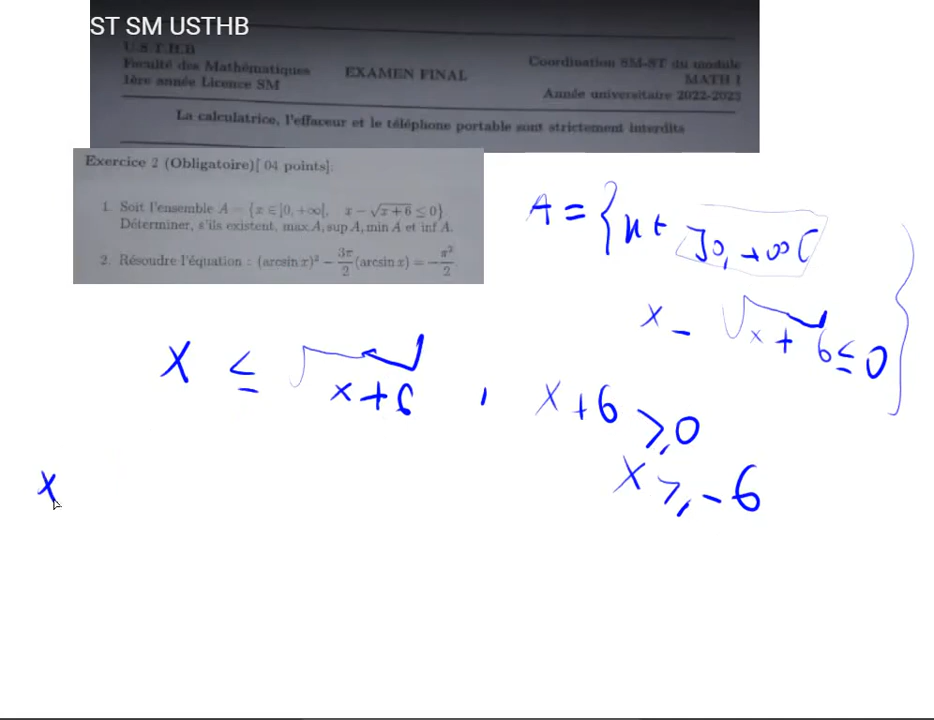 ST SM USTHB
U.S.T.H.B
Faculté des Mathématiques
1ère année Licence SM
EXAMEN FINAL
Coordination SM-ST du module
MATH 1
Année universitaire 2022-2023
La calculatrice, l'effaceur et le téléphone portable sont strictement interdits
Exercice 2 (Obligatoire)[ 04 points].
1. Soit l'ensemble A = {x ∈ ]0, +∞[, x − √(x+6) ≤ 0}
Déterminer, s'ils existent, max A, sup A, min A et inf A.
2. Résoudre l'équation : (arcsin x)² − 3π/2 (arcsin x) = −π²/2
A = { x ∈ ]0, +∞[
x − √(x + 6) ≤ 0 }
x ≤ √(x+6) , x+6 ≥ 0
x ≥ −6
x